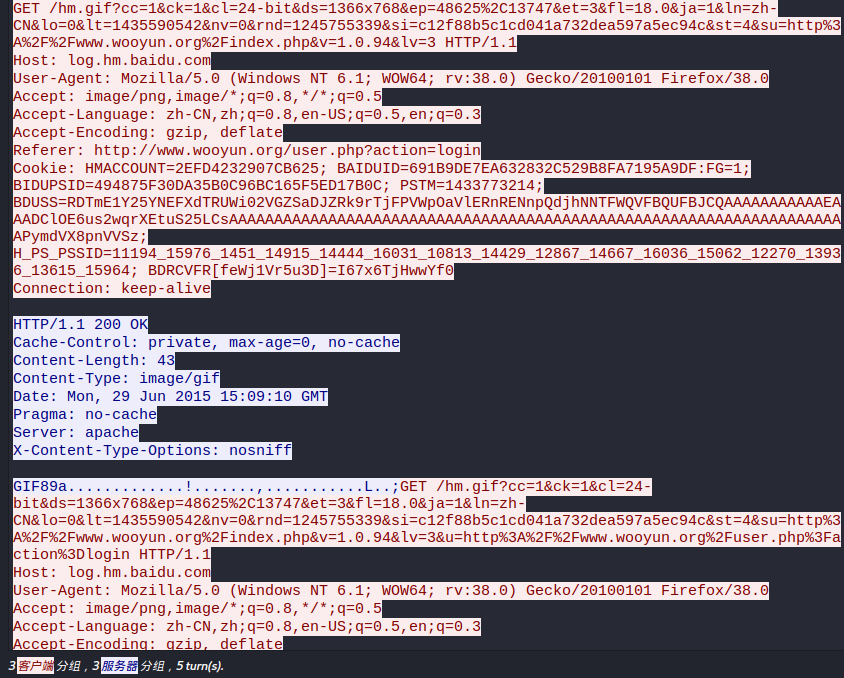 GET /hm.gif?cc=1&ck=1&cl=24-bit&ds=1366x768&ep=48625%2C13747&et=3&fl=18.0&ja=1&ln=zh-
CN&lo=0&lt=1435590542&nv=0&rnd=1245755339&si=c12f88b5c1cd041a732dea597a5ec94c&st=4&su=http%3
A%2F%2Fwww.wooyun.org%2Findex.php&v=1.0.94&lv=3 HTTP/1.1
Host: log.hm.baidu.com
User-Agent: Mozilla/5.0 (Windows NT 6.1; WOW64; rv:38.0) Gecko/20100101 Firefox/38.0
Accept: image/png,image/*;q=0.8,*/*;q=0.5
Accept-Language: zh-CN,zh;q=0.8,en-US;q=0.5,en;q=0.3
Accept-Encoding: gzip, deflate
Referer: http://www.wooyun.org/user.php?action=login
Cookie: HMACCOUNT=2EFD4232907CB625; BAIDUID=691B9DE7EA632832C529B8FA7195A9DF:FG=1;
BIDUPSID=494875F30DA35B0C96BC165F5ED17B0C; PSTM=1433773214;
BDUSS=RDTmE1Y25YNEFXdTRUWi02VGZSaDJZRk9rTjFPVWpOaVlERnRENnpQdjhNNTFWQVFBQUFBJCQAAAAAAAAAAAEA
AADClOE6us2wqrXEtuS25LCsAAAAAAAAAAAAAAAAAAAAAAAAAAAAAAAAAAAAAAAAAAAAAAAAAAAAAAAAAAAAAAAAAAAA
APymdVX8pnVVSz;
H_PS_PSSID=11194_15976_1451_14915_14444_16031_10813_14429_12867_14667_16036_15062_12270_1393
6_13615_15964; BDRCVFR[feWj1Vr5u3D]=I67x6TjHwwYf0
Connection: keep-alive
HTTP/1.1 200 OK
Cache-Control: private, max-age=0, no-cache
Content-Length: 43
Content-Type: image/gif
Date: Mon, 29 Jun 2015 15:09:10 GMT
Pragma: no-cache
Server: apache
X-Content-Type-Options: nosniff
GIF89a.............!.......,...........L..;GET /hm.gif?cc=1&ck=1&cl=24-
bit&ds=1366x768&ep=48625%2C13747&et=3&fl=18.0&ja=1&ln=zh-
CN&lo=0&lt=1435590542&nv=0&rnd=1245755339&si=c12f88b5c1cd041a732dea597a5ec94c&st=4&su=http%3
A%2F%2Fwww.wooyun.org%2Findex.php&v=1.0.94&lv=3&u=http%3A%2F%2Fwww.wooyun.org%2Fuser.php%3Fa
ction%3Dlogin HTTP/1.1
Host: log.hm.baidu.com
User-Agent: Mozilla/5.0 (Windows NT 6.1; WOW64; rv:38.0) Gecko/20100101 Firefox/38.0
Accept: image/png,image/*;q=0.8,*/*;q=0.5
Accept-Language: zh-CN,zh;q=0.8,en-US;q=0.5,en;q=0.3
Accept-Encoding: gzip, deflate
3 客户端 分组，3 服务器 分组，5 turn(s).